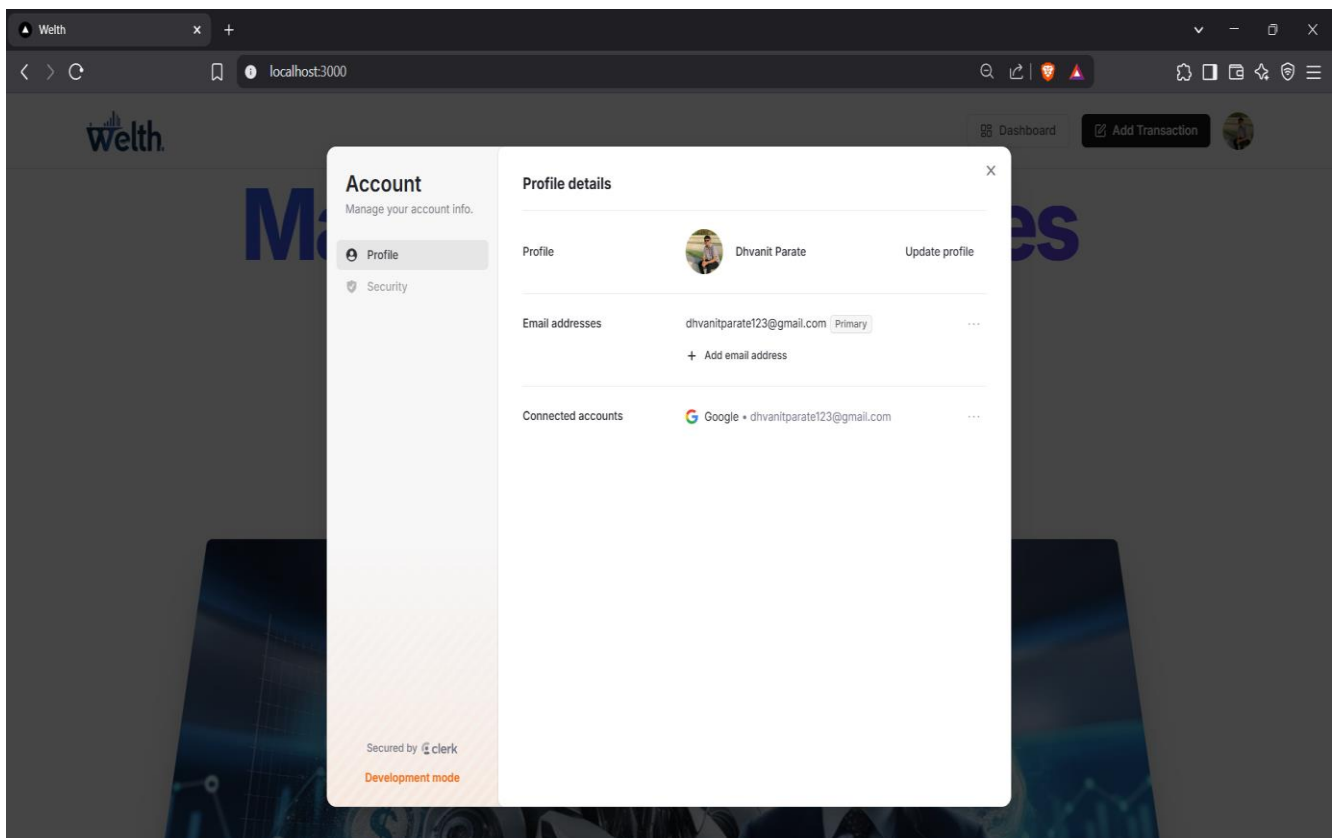 Welth
localhost:3000
Welth
Dashboard
Add Transaction
Ma
es
Account
Manage your account info.
Profile
Security
Secured by clerk
Development mode
Profile details
Profile
Dhvanit Parate
Update profile
Email addresses
dhvanitparate123@gmail.com Primary
+ Add email address
Connected accounts
Google • dhvanitparate123@gmail.com